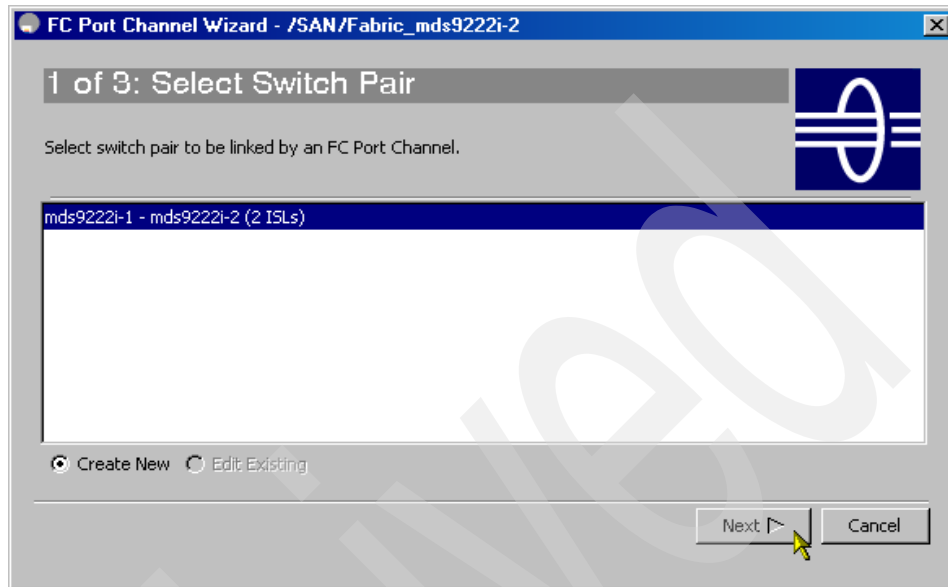 FC Port Channel Wizard - /SAN/Fabric_mds9222i-2
1 of 3: Select Switch Pair
Select switch pair to be linked by an FC Port Channel.
mds9222i-1 - mds9222i-2 (2 ISLs)
Create New Edit Existing
Next Cancel